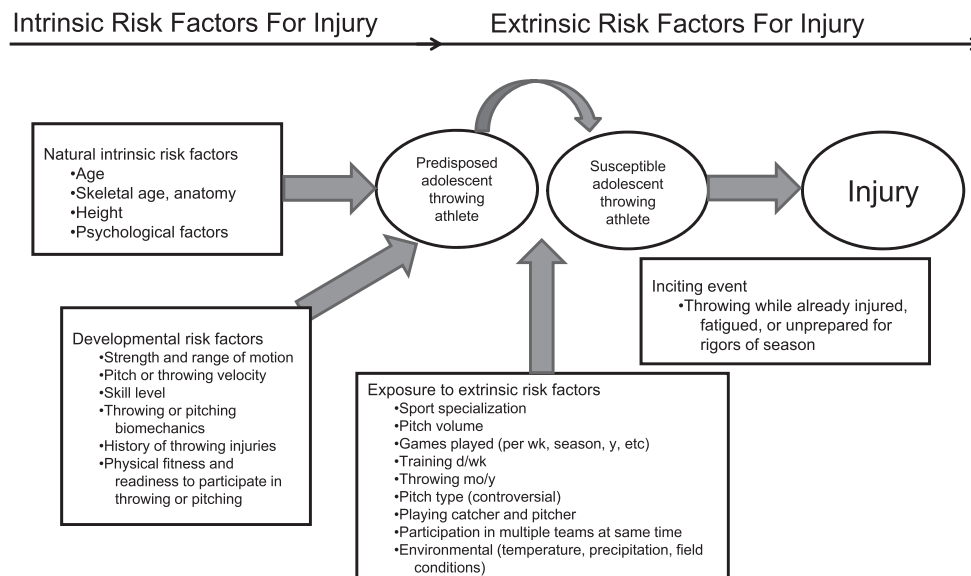 Intrinsic Risk Factors For Injury
Extrinsic Risk Factors For Injury
Natural intrinsic risk factors
•Age
•Skeletal age, anatomy
•Height
•Psychological factors
Predisposed
adolescent
throwing
athlete
Susceptible
adolescent
throwing
athlete
Injury
Inciting event
•Throwing while already injured,
fatigued, or unprepared for
rigors of season
Developmental risk factors
•Strength and range of motion
•Pitch or throwing velocity
•Skill level
•Throwing or pitching
biomechanics
•History of throwing injuries
•Physical fitness and
readiness to participate in
throwing or pitching
Exposure to extrinsic risk factors
•Sport specialization
•Pitch volume
•Games played (per wk, season, y, etc)
•Training d/wk
•Throwing mo/y
•Pitch type (controversial)
•Playing catcher and pitcher
•Participation in multiple teams at same time
•Environmental (temperature, precipitation, field
conditions)